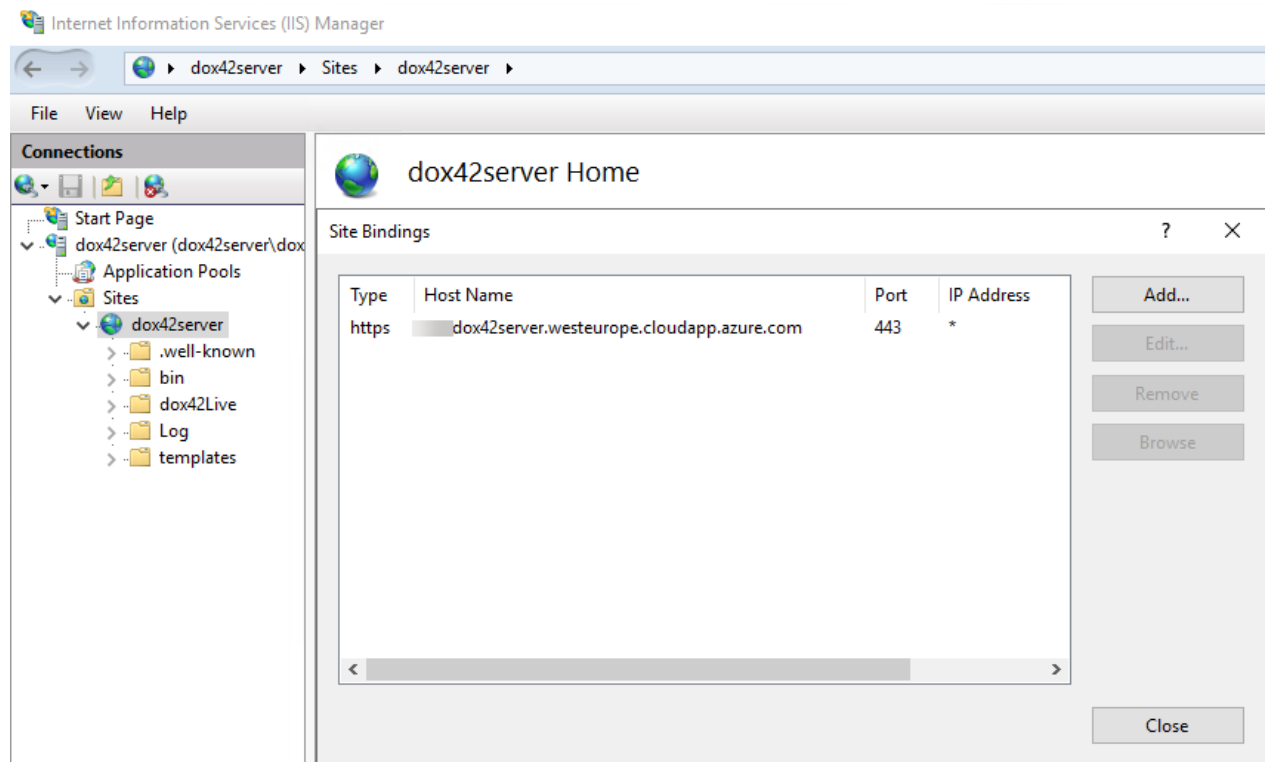 Internet Information Services (IIS) Manager
dox42server Sites dox42server
File View Help
Connections
Start Page
dox42server (dox42server\dox
Application Pools
Sites
dox42server
.well-known
bin
dox42Live
Log
templates
dox42server Home
Site Bindings ?
Type Host Name Port IP Address
https dox42server.westeurope.cloudapp.azure.com 443 *
Add...
Edit...
Remove
Browse
Close